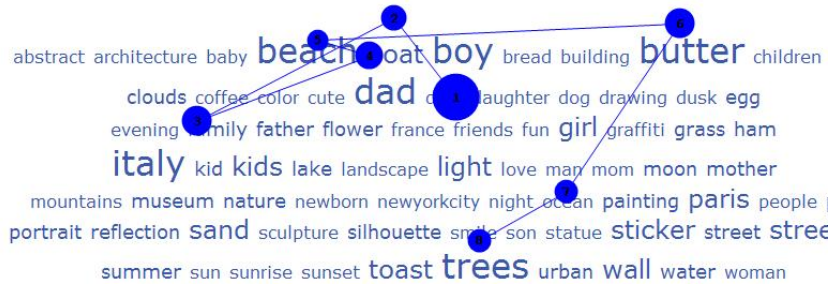 2 6
5
abstract architecture baby beach boat boy bread building butter children
4
clouds coffee color cute dad 1 daughter dog drawing dusk egg
3
evening family father flower france friends fun girl graffiti grass ham
italy kid kids lake landscape light love man mom moon mother
7
mountains museum nature newborn newyorkcity night ocean painting paris people
portrait reflection sand sculpture silhouette smile son statue sticker street stree
8
summer sun sunrise sunset toast trees urban wall water woman